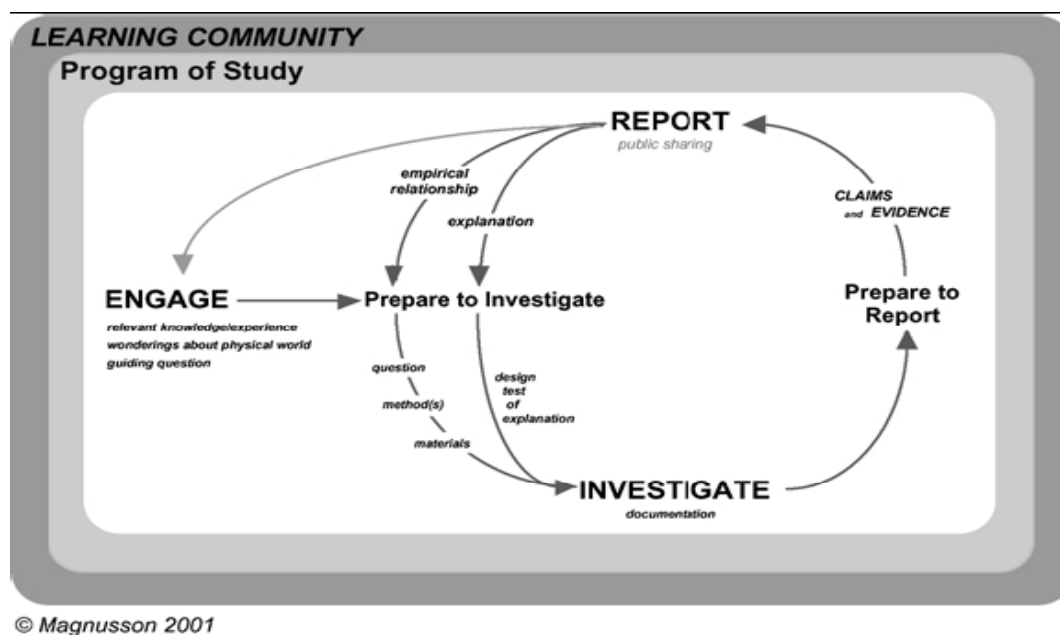 LEARNING COMMUNITY
Program of Study
REPORT
public sharing
empirical
relationship
explanation
CLAIMS
and EVIDENCE
ENGAGE
relevant knowledge/experience
wonderings about physical world
guiding question
Prepare to Investigate
Prepare to
Report
question
method(s)
materials
design
test
of
explanation
INVESTIGATE
documentation
© Magnusson 2001